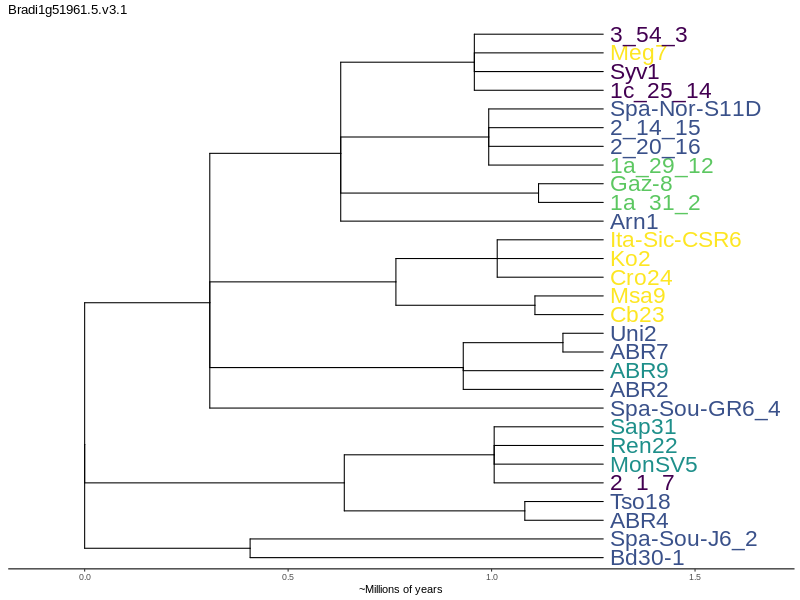 Bradi1g51961.5.v3.1
3_54_3
Meg7
Syv1
1c_25_14
Spa-Nor-S11D
2_14_15
2_20_16
1a_29_12
Gaz-8
1a_31_2
Arn1
Ita-Sic-CSR6
Ko2
Cro24
Msa9
Cb23
Uni2
ABR7
ABR9
ABR2
Spa-Sou-GR6_4
Sap31
Ren22
MonSV5
2_1_7
Tso18
ABR4
Spa-Sou-J6_2
Bd30-1
0.0 0.5 1.0 1.5
~Millions of years